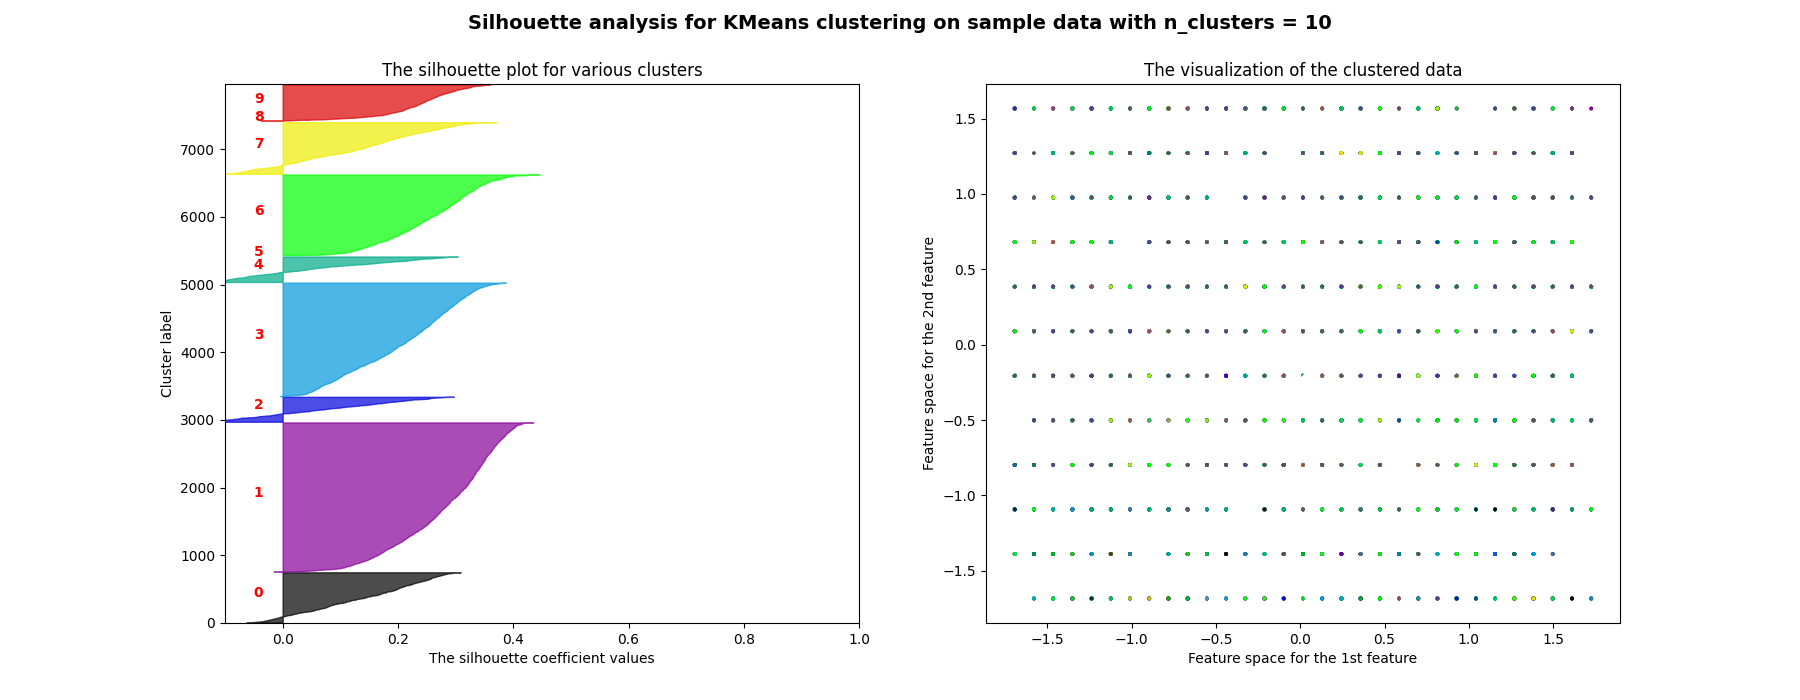 Silhouette analysis for KMeans clustering on sample data with n_clusters = 10
The silhouette plot for various clusters
9
8
7
6
5
4
3
2
1
0
7000
6000
5000
4000
3000
2000
1000
0
Cluster label
0.0 0.2 0.4 0.6 0.8 1.0
The silhouette coefficient values
The visualization of the clustered data
1.5
1.0
0.5
0.0
−0.5
−1.0
−1.5
Feature space for the 2nd feature
−1.5 −1.0 −0.5 0.0 0.5 1.0 1.5
Feature space for the 1st feature